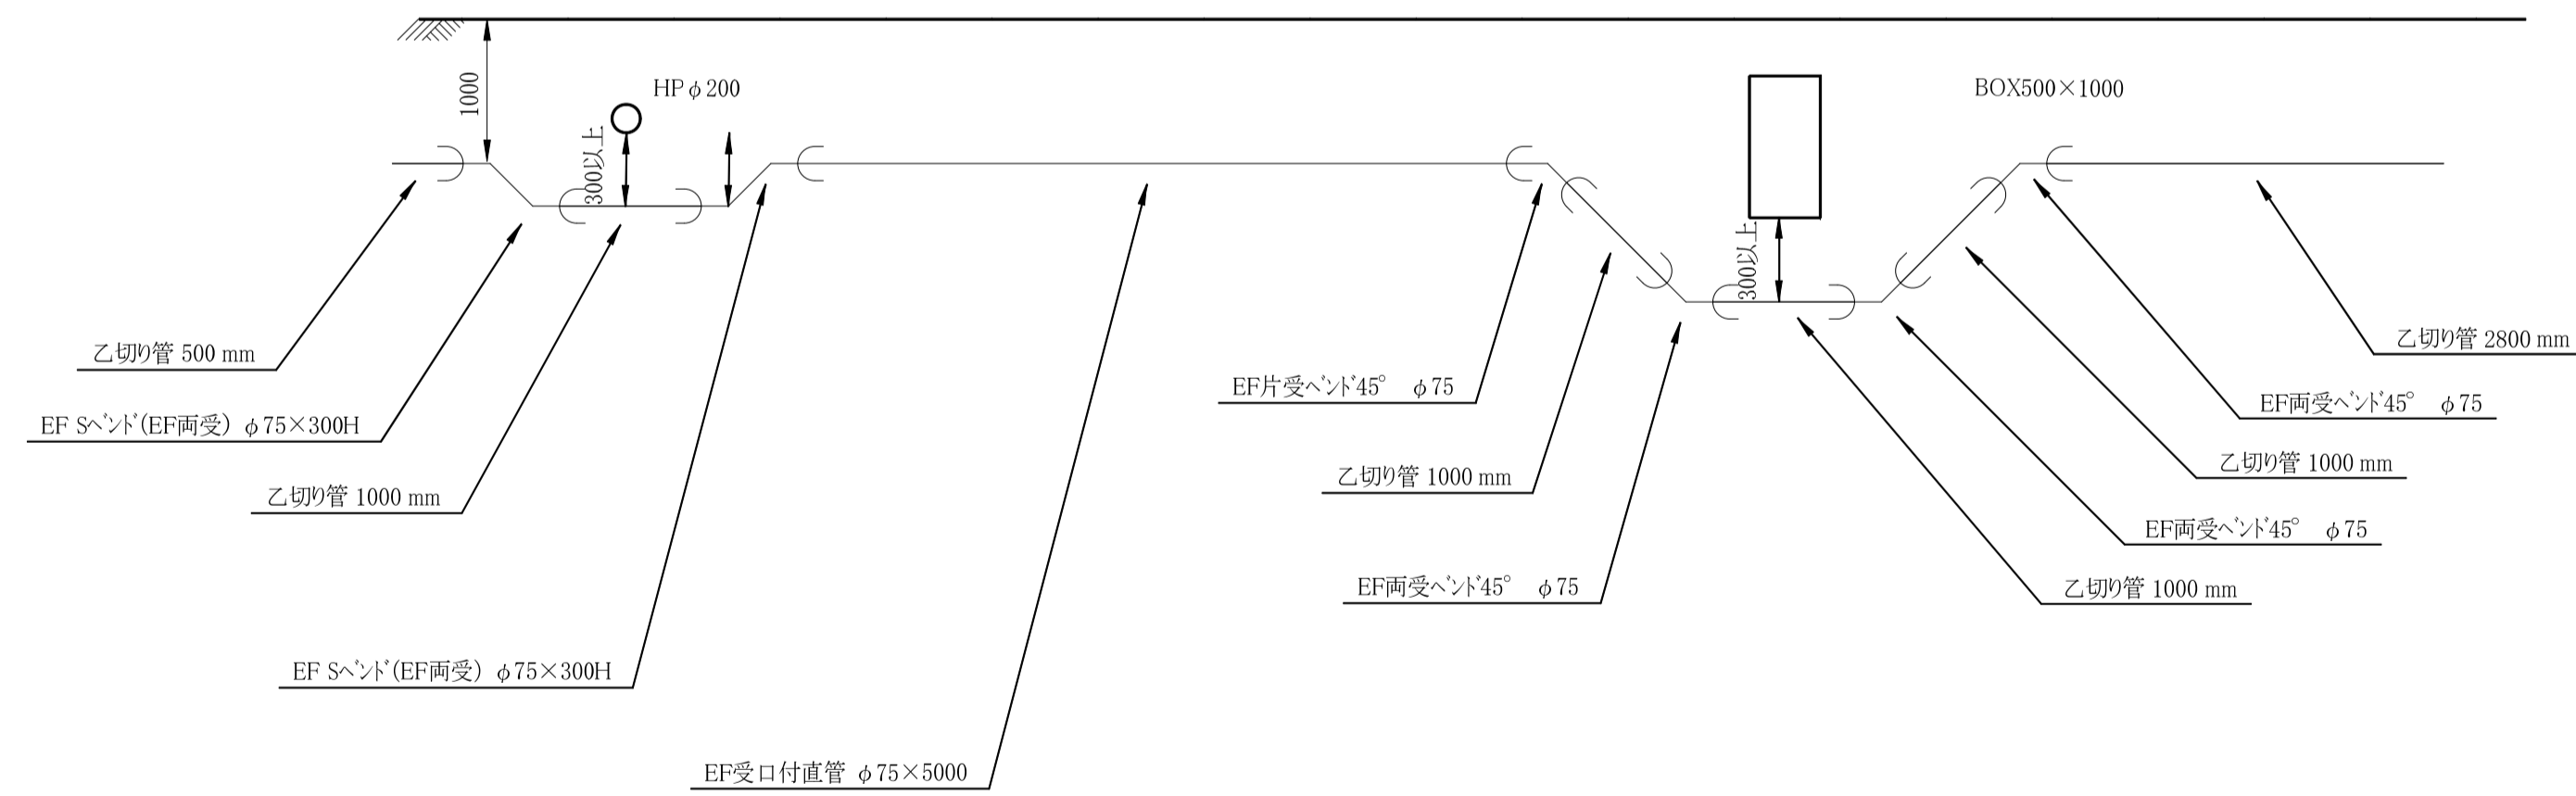 1000
HPφ200
300以上
BOX500×1000
300以上
乙切り管 500 mm
EF Sベンド(EF両受) φ75×300H
乙切り管 1000 mm
EF Sベンド(EF両受) φ75×300H
EF受口付直管 φ75×5000
EF片受ベンド45° φ75
乙切り管 1000 mm
EF両受ベンド45° φ75
乙切り管 2800 mm
EF両受ベンド45° φ75
乙切り管 1000 mm
EF両受ベンド45° φ75
乙切り管 1000 mm